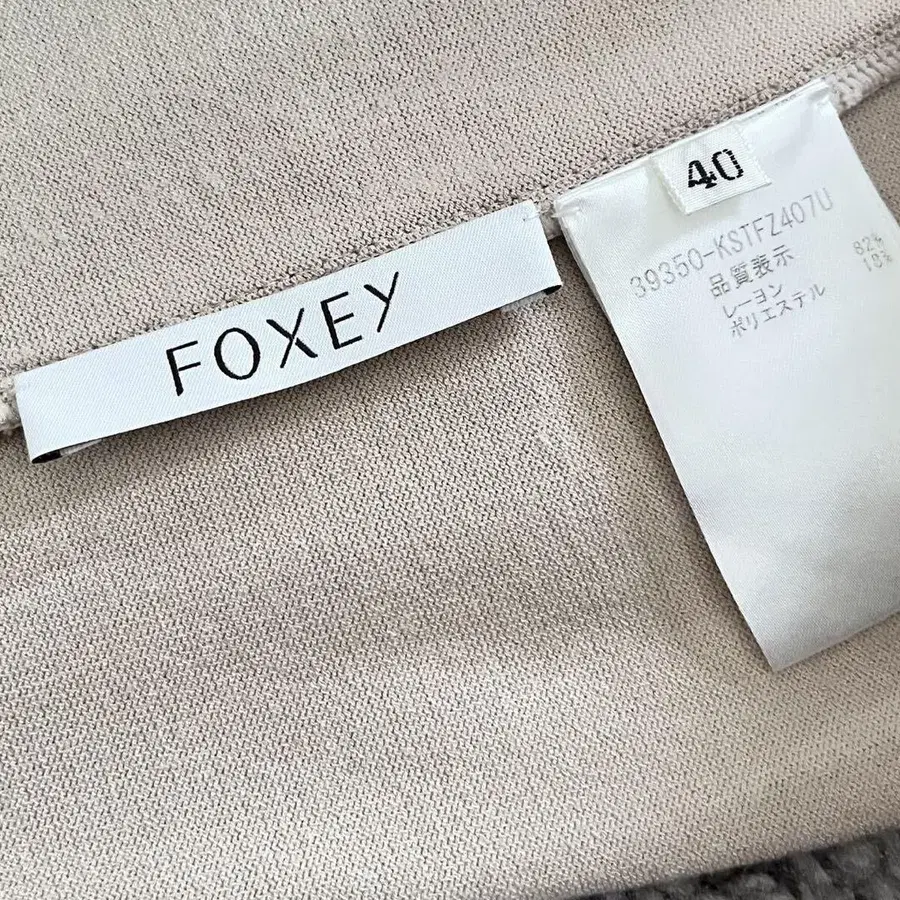 FOXEY
40
39350-KSTFZ407U
品質表示
レーヨン 82%
ポリエステル 18%